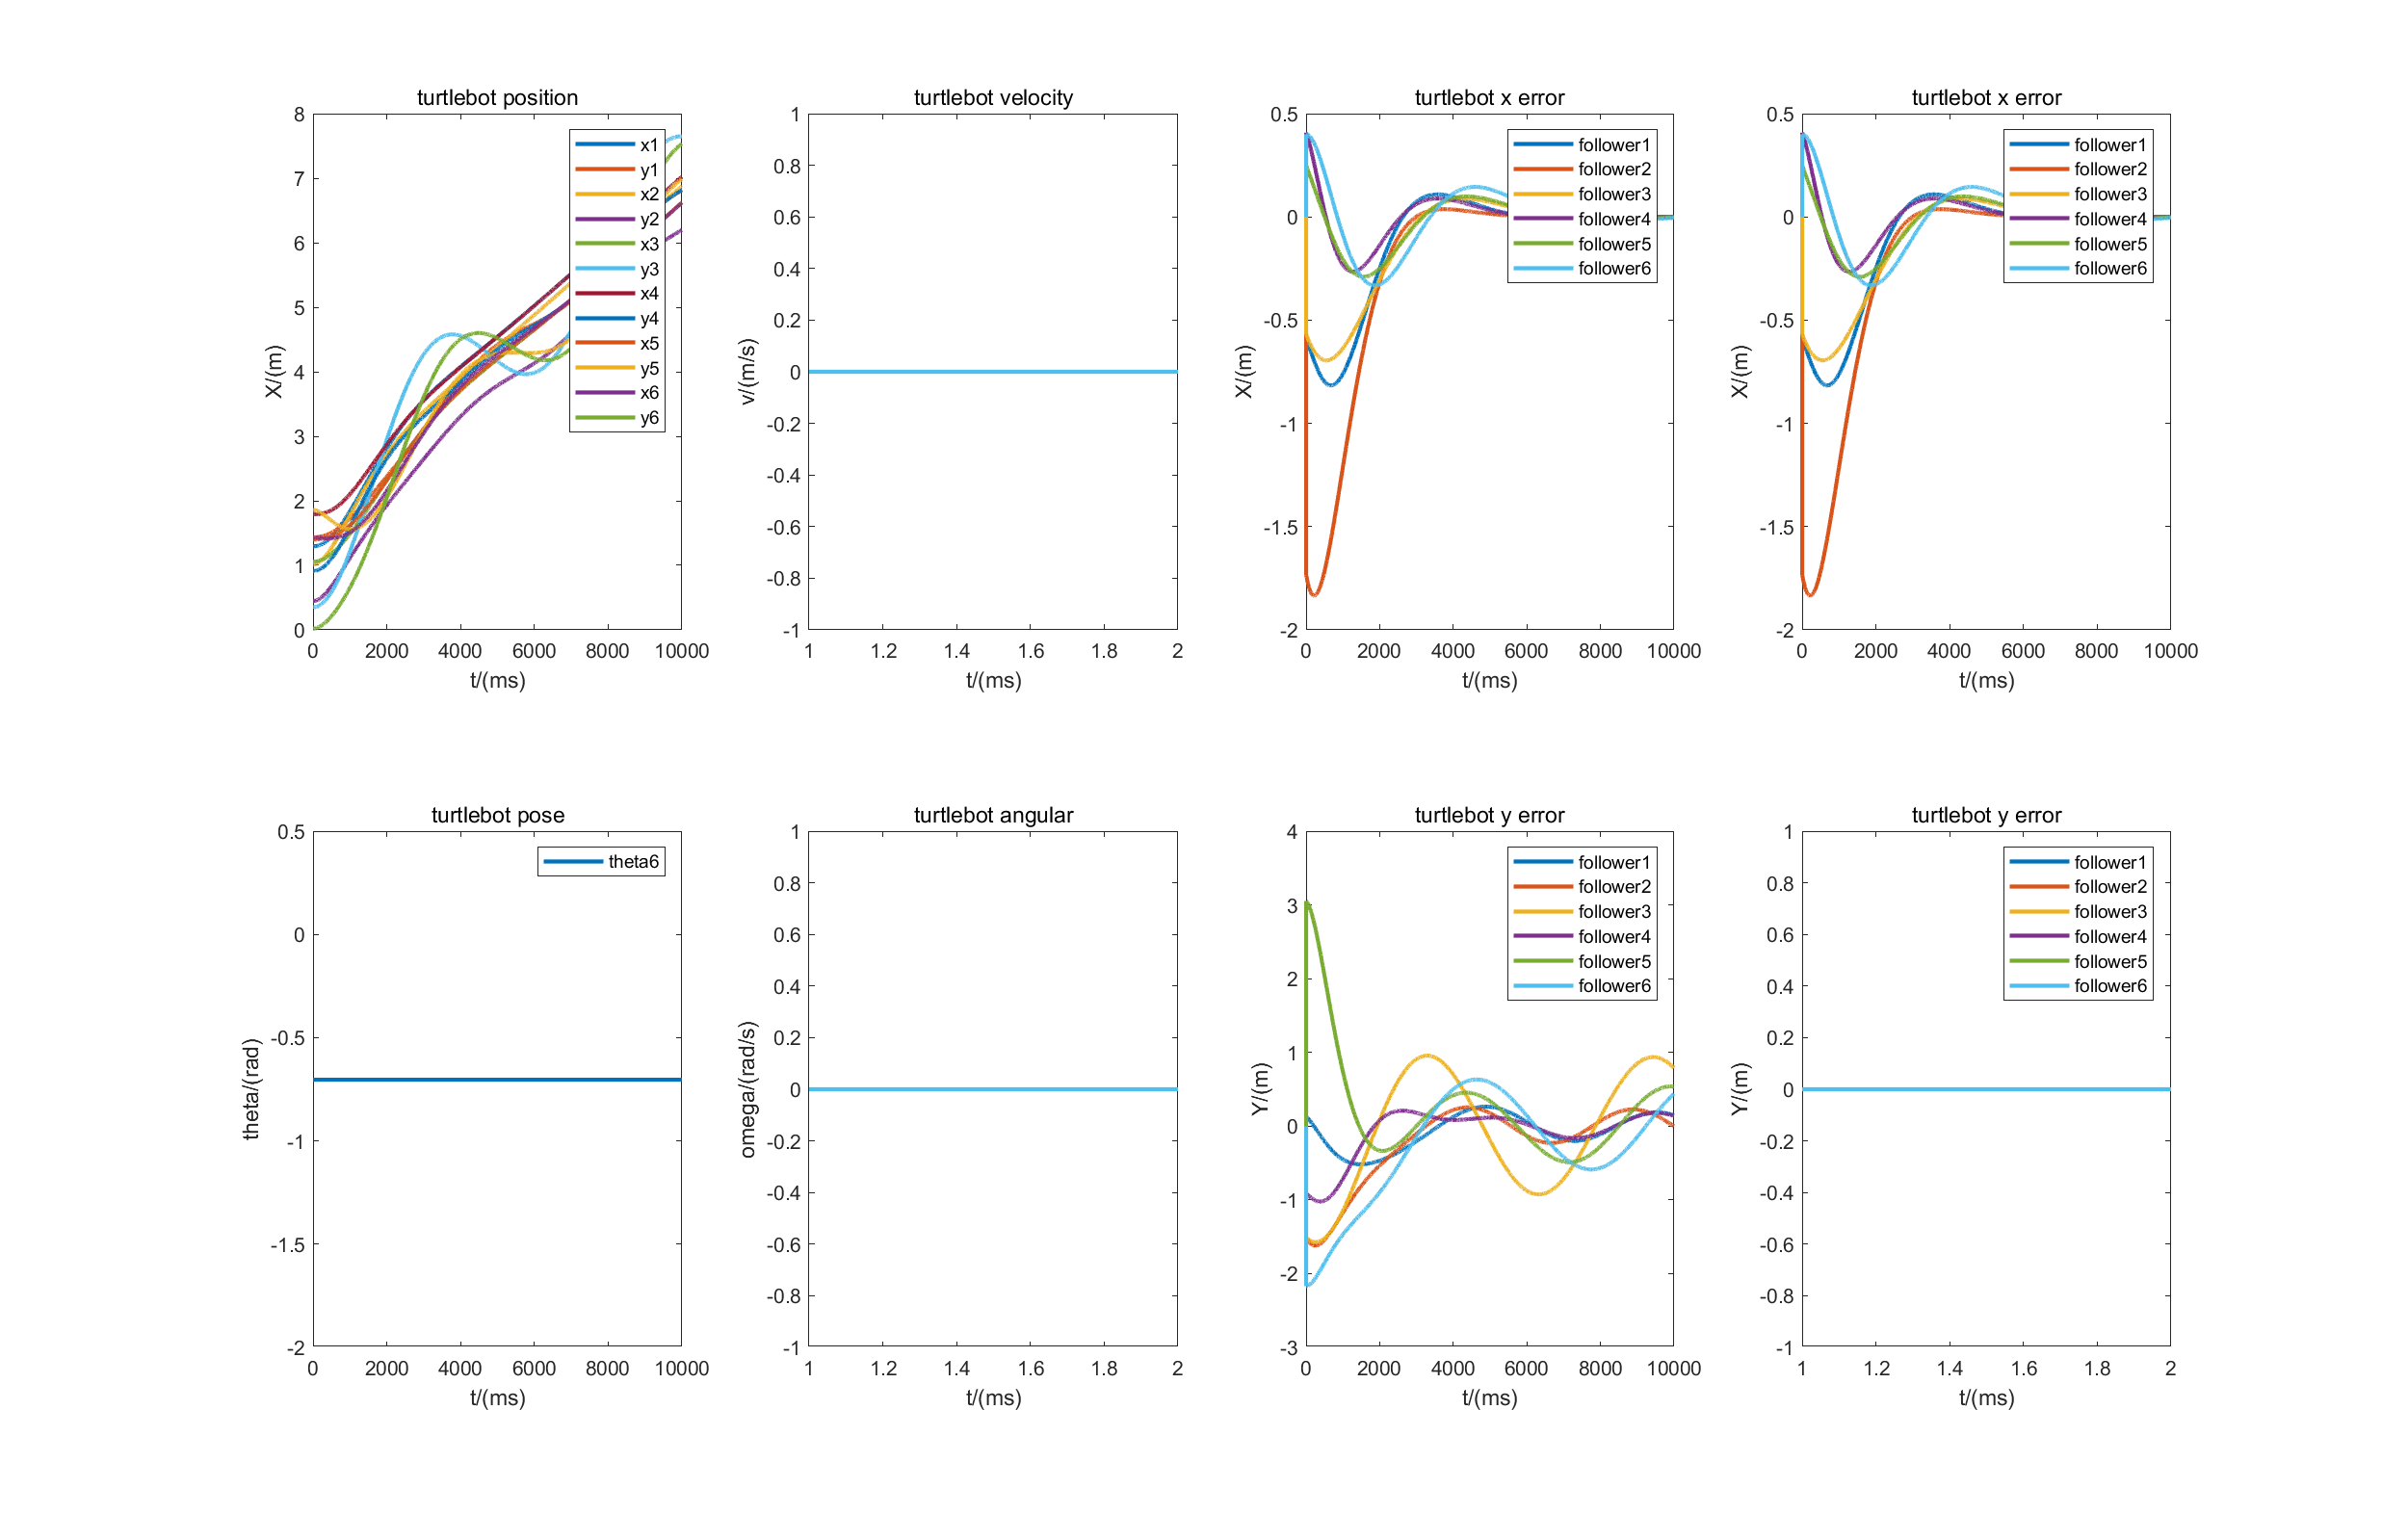 turtlebot position
8
7
6
5
4
3
2
1
0
X/(m)
0 2000 4000 6000 8000 10000
t/(ms)
x1
y1
x2
y2
x3
y3
x4
y4
x5
y5
x6
y6
turtlebot velocity
1
0.8
0.6
0.4
0.2
0
-0.2
-0.4
-0.6
-0.8
-1
v/(m/s)
1 1.2 1.4 1.6 1.8 2
t/(ms)
turtlebot x error
0.5
0
-0.5
-1
-1.5
-2
X/(m)
0 2000 4000 6000 8000 10000
t/(ms)
follower1
follower2
follower3
follower4
follower5
follower6
turtlebot x error
0.5
0
-0.5
-1
-1.5
-2
X/(m)
0 2000 4000 6000 8000 10000
t/(ms)
follower1
follower2
follower3
follower4
follower5
follower6
turtlebot pose
0.5
0
-0.5
-1
-1.5
-2
theta/(rad)
0 2000 4000 6000 8000 10000
t/(ms)
theta6
turtlebot angular
1
0.8
0.6
0.4
0.2
0
-0.2
-0.4
-0.6
-0.8
-1
omega/(rad/s)
1 1.2 1.4 1.6 1.8 2
t/(ms)
turtlebot y error
4
3
2
1
0
-1
-2
-3
Y/(m)
0 2000 4000 6000 8000 10000
t/(ms)
follower1
follower2
follower3
follower4
follower5
follower6
turtlebot y error
1
0.8
0.6
0.4
0.2
0
-0.2
-0.4
-0.6
-0.8
-1
Y/(m)
1 1.2 1.4 1.6 1.8 2
t/(ms)
follower1
follower2
follower3
follower4
follower5
follower6